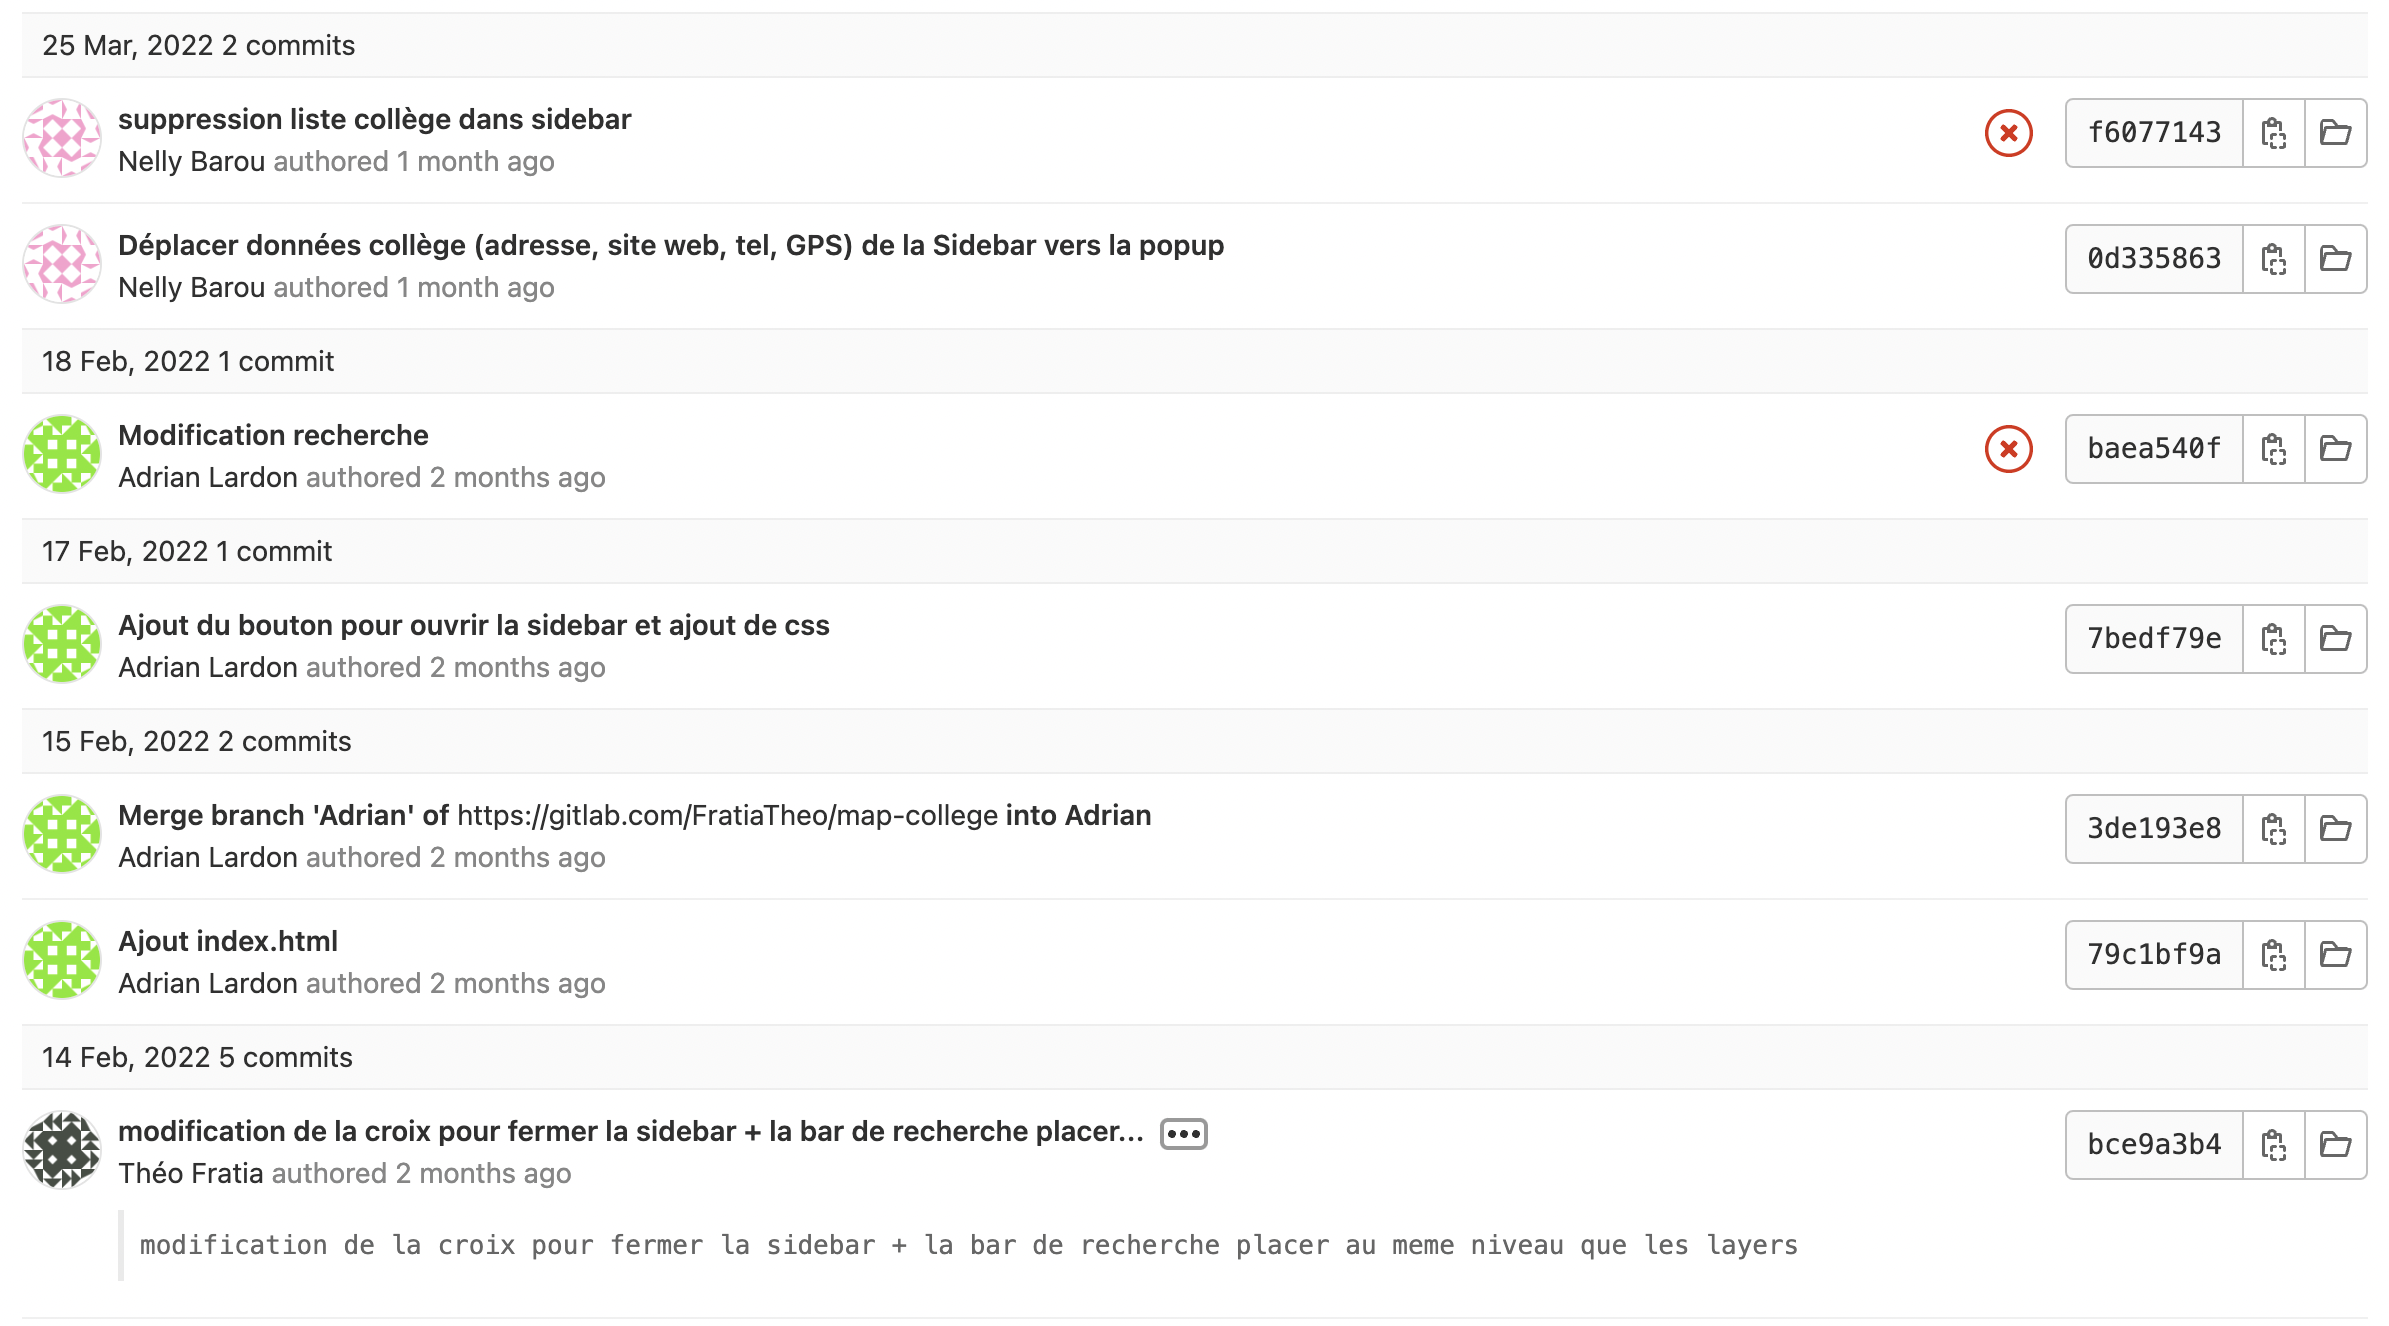 25 Mar, 2022 2 commits
suppression liste collège dans sidebar
f6077143
Nelly Barou authored 1 month ago
Déplacer données collège (adresse, site web, tel, GPS) de la Sidebar vers la popup
0d335863
Nelly Barou authored 1 month ago
18 Feb, 2022 1 commit
Modification recherche
baea540f
Adrian Lardon authored 2 months ago
17 Feb, 2022 1 commit
Ajout du bouton pour ouvrir la sidebar et ajout de css
7bedf79e
Adrian Lardon authored 2 months ago
15 Feb, 2022 2 commits
Merge branch 'Adrian' of https://gitlab.com/FratiaTheo/map-college into Adrian
3de193e8
Adrian Lardon authored 2 months ago
Ajout index.html
79c1bf9a
Adrian Lardon authored 2 months ago
14 Feb, 2022 5 commits
modification de la croix pour fermer la sidebar + la bar de recherche placer...
bce9a3b4
Théo Fratia authored 2 months ago
modification de la croix pour fermer la sidebar + la bar de recherche placer au meme niveau que les layers